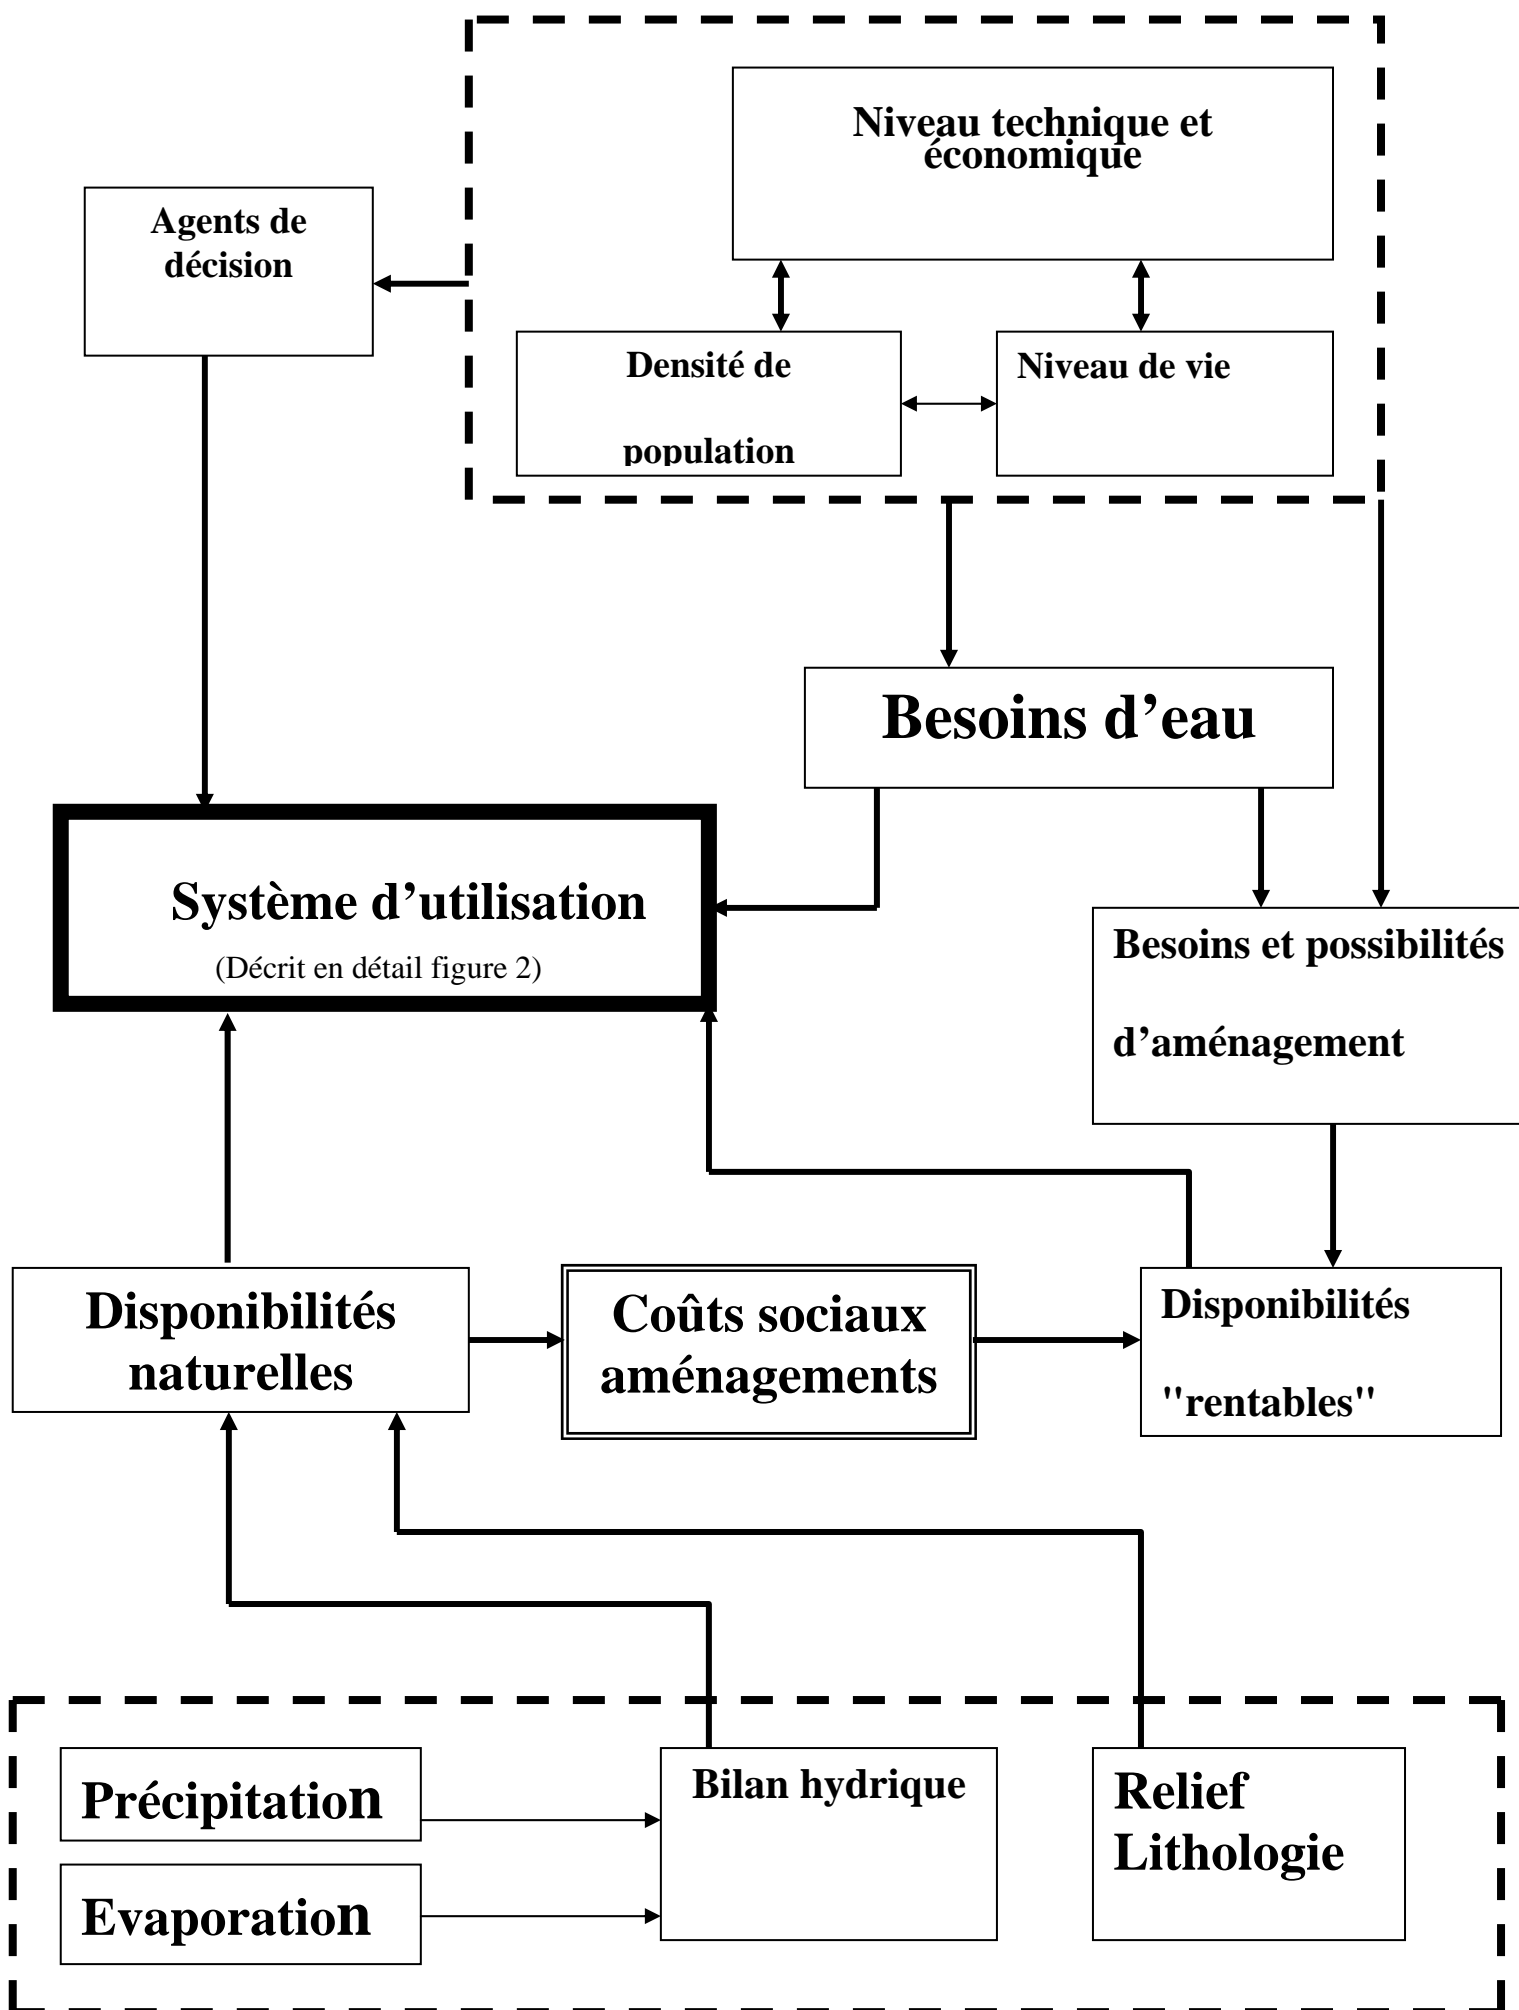 Niveau technique et
économique
Agents de
décision
Densité de
population
Niveau de vie
Besoins d’eau
Système d’utilisation
(Décrit en détail figure 2)
Besoins et possibilités
d’aménagement
Disponibilités
naturelles
Coûts sociaux
aménagements
Disponibilités
"rentables"
Précipitation
Evaporation
Bilan hydrique
Relief
Lithologie